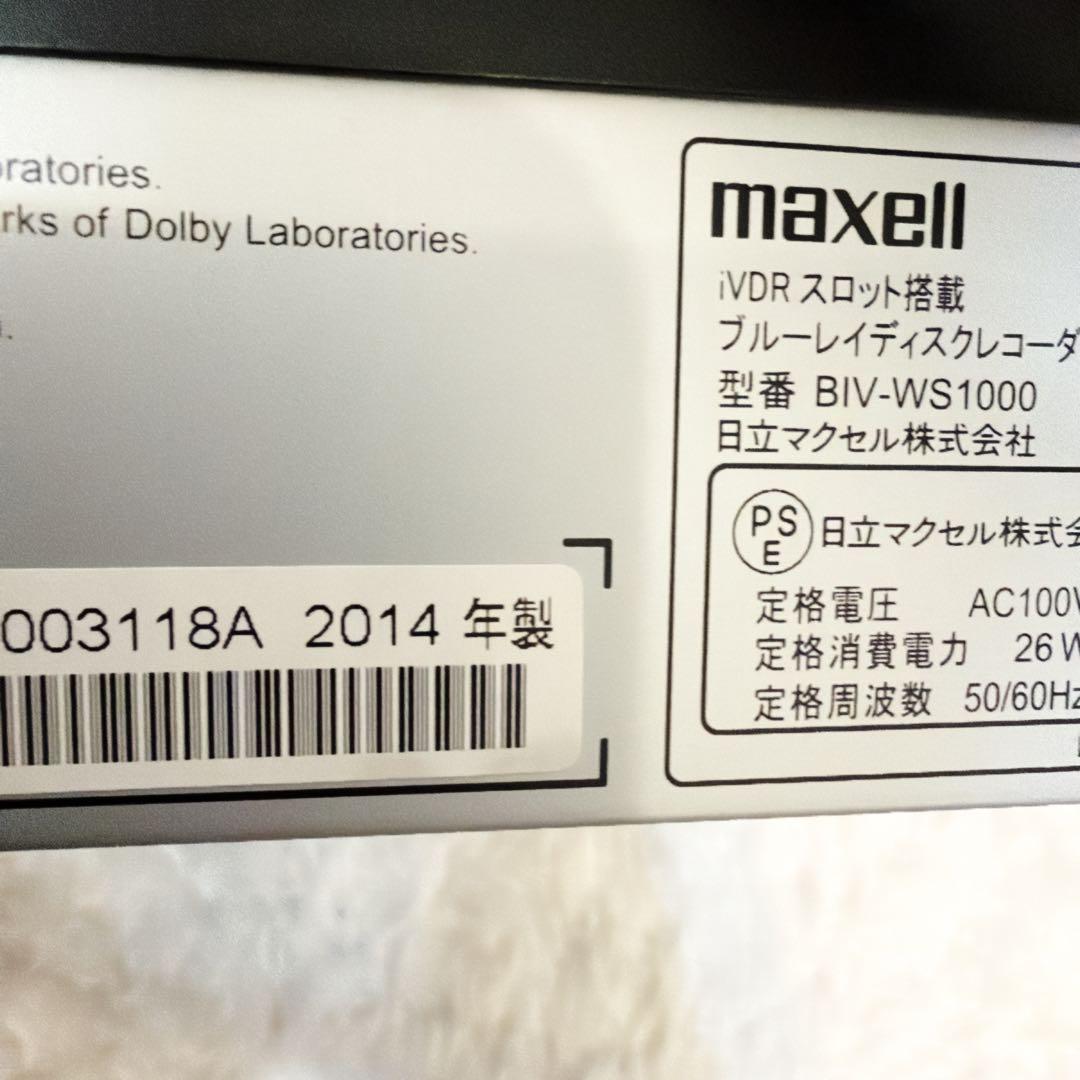 oratories.
rks of Dolby Laboratories.
003118A 2014 年製
maxell
iVDR スロット搭載
ブルーレイディスクレコーダ
型番 BIV-WS1000
日立マクセル株式会社
PSE 日立マクセル株式会
定格電圧 AC100V
定格消費電力 26W
定格周波数 50/60Hz